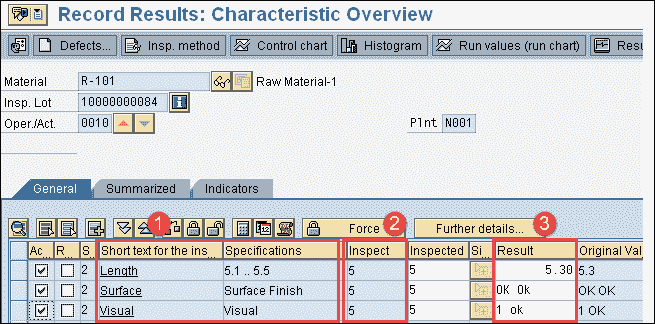 Record Results: Characteristic Overview
Defects... Insp. method Control chart Histogram Run values (run chart) Resu
Material R-101 Raw Material-1
Insp. Lot 10000000084
Oper./Act. 0010 Plnt N001
General Summarized Indicators
1 Force 2 Further details... 3
Ac... R... S... Short text for the ins... Specifications Inspect Inspected Si... Result Original Val
2 Length 5.1 .. 5.5 5 5 5.30 5.3
2 Surface Surface Finish 5 5 OK Ok OK OK
2 Visual Visual 5 5 1 ok 1 OK